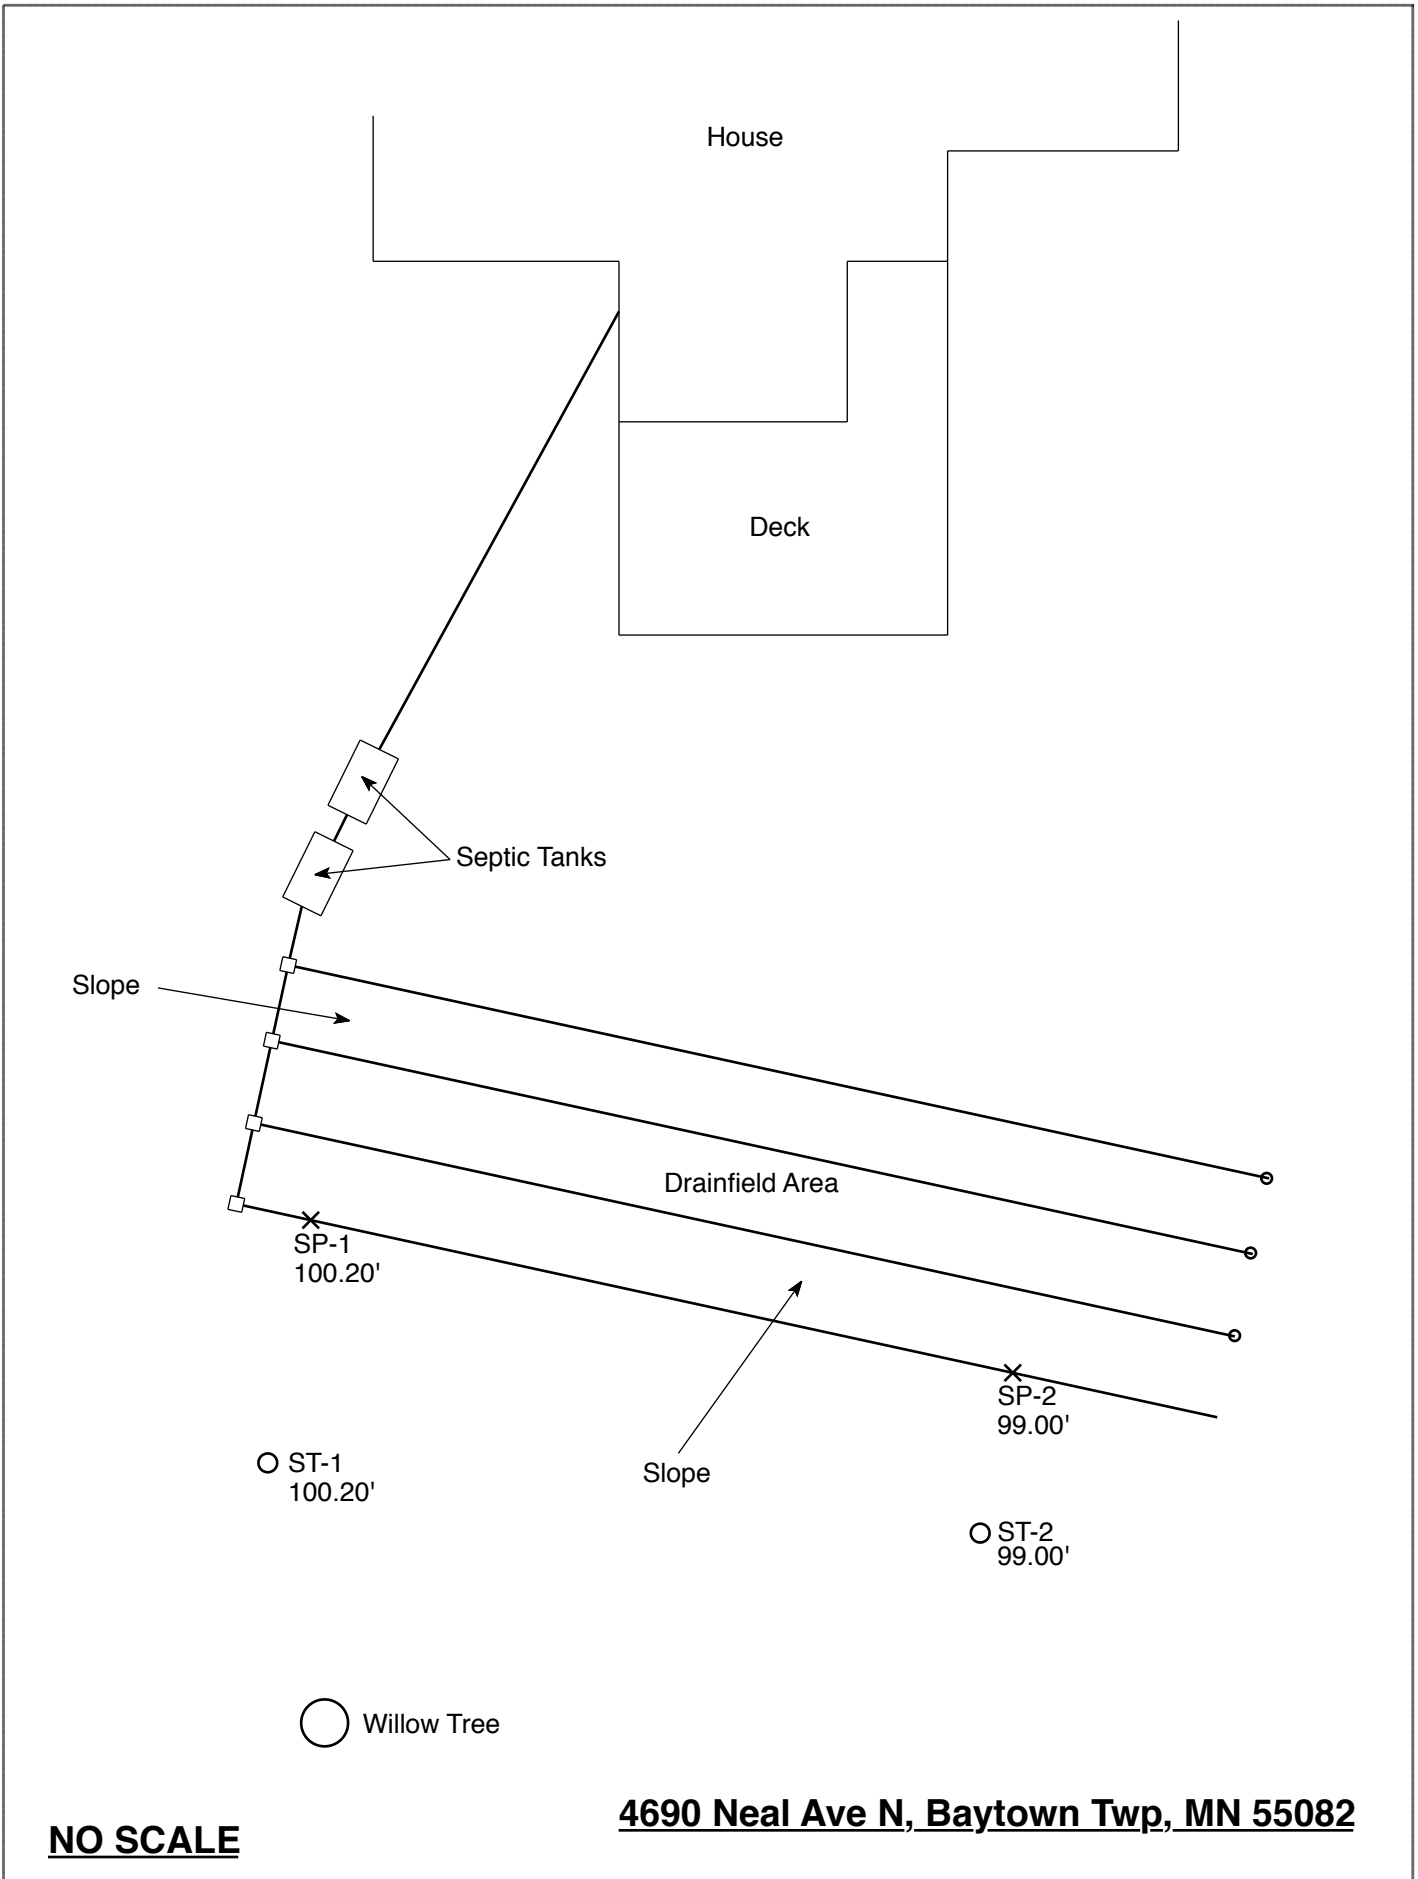 House
Deck
Septic Tanks
Slope
Drainfield Area
SP-1
100.20'
SP-2
99.00'
ST-1
100.20'
Slope
ST-2
99.00'
Willow Tree
4690 Neal Ave N, Baytown Twp, MN 55082
NO SCALE